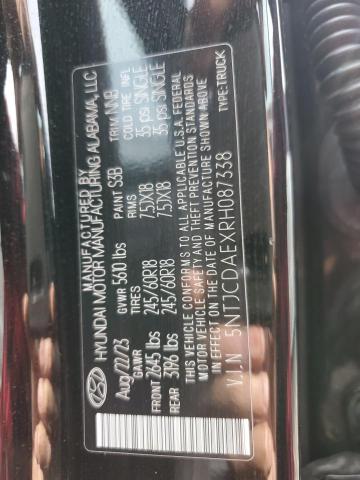 MANUFACTURED BY
HYUNDAI MOTOR MANUFACTURING ALABAMA, LLC
Aug/22/23 GVWR 5610 lbs PAINT S3B TRIM NNB
GAWR TIRES RIMS COLD TIRE INFL
FRONT 2645 lbs 245/60R18 7.5JX18 35 psi SINGLE
REAR 3196 lbs 245/60R18 7.5JX18 35 psi SINGLE
THIS VEHICLE CONFORMS TO ALL APPLICABLE U.S.A. FEDERAL
MOTOR VEHICLE SAFETY AND THEFT PREVENTION STANDARDS
IN EFFECT ON THE DATE OF MANUFACTURE SHOWN ABOVE
V.I.N 5NTJCDAEXRH087338 TYPE:TRUCK